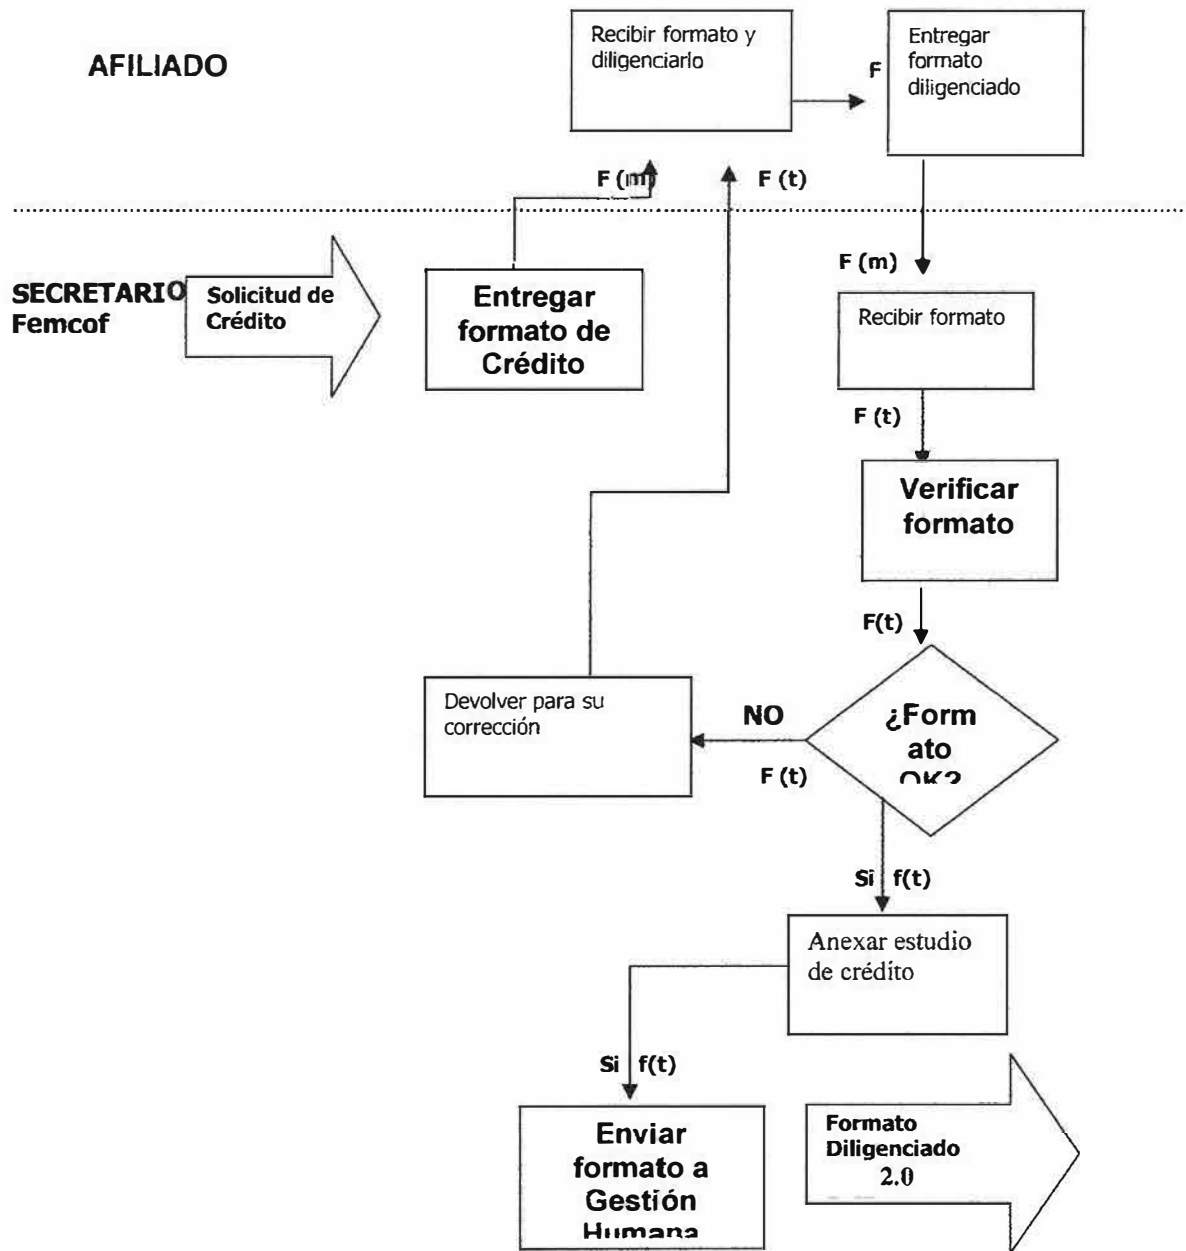 AFILIADO
Recibir formato y
diligenciarlo
F
Entregar
formato
diligenciado
F (m)
F (t)
SECRETARIO
Femcof
Solicitud de
Crédito
Entregar
formato de
Crédito
F (m)
Recibir formato
F (t)
Verificar
formato
F(t)
Devolver para su
corrección
NO
F (t)
¿Form
ato
OK?
Si f(t)
Anexar estudio
de crédito
Si f(t)
Enviar
formato a
Gestión
Humana
Formato
Diligenciado
2.0